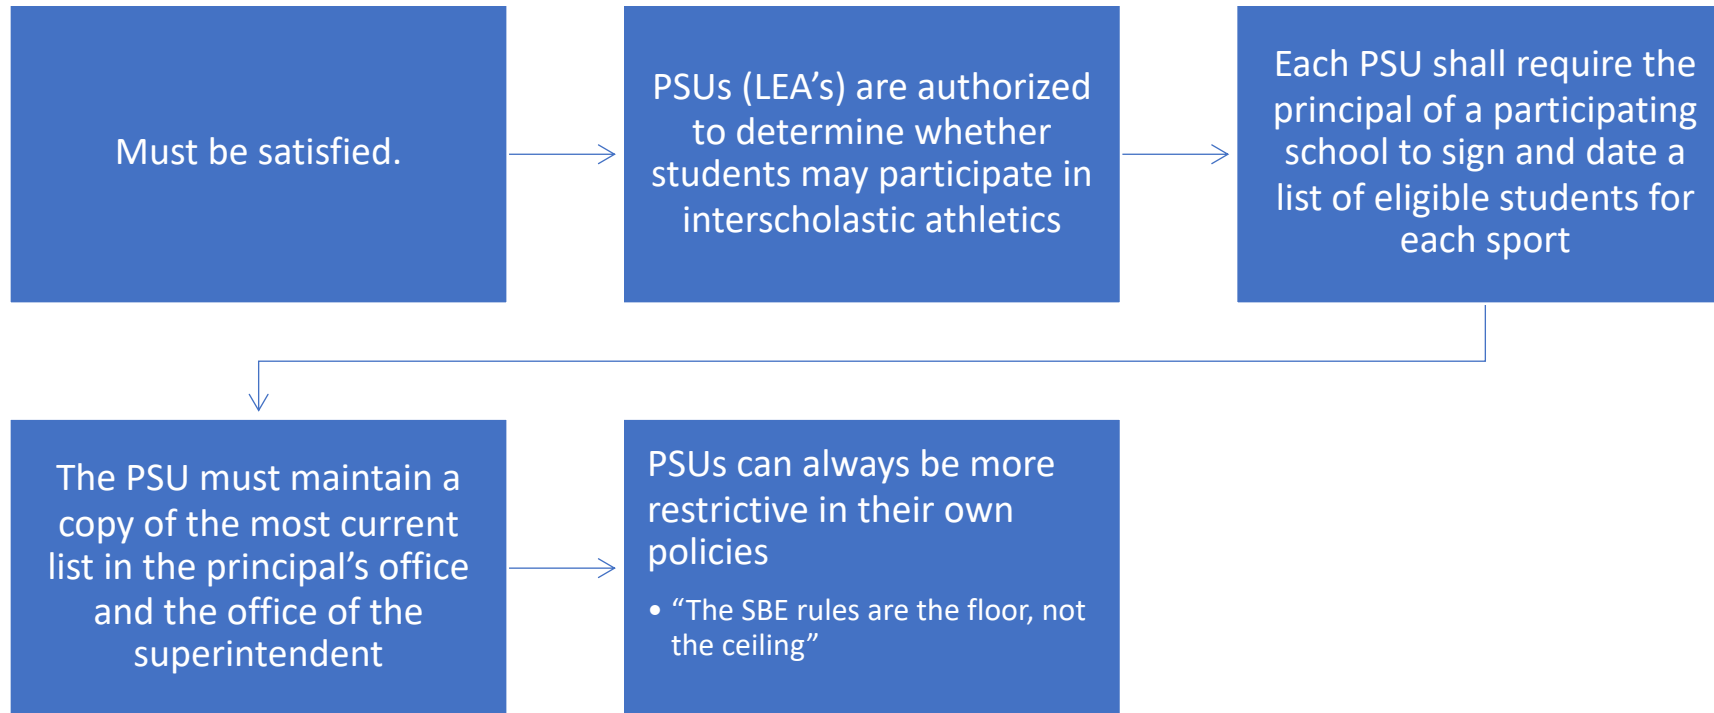 Must be satisfied.
PSUs (LEA’s) are authorized
to determine whether
students may participate in
interscholastic athletics
Each PSU shall require the
principal of a participating
school to sign and date a
list of eligible students for
each sport
The PSU must maintain a
copy of the most current
list in the principal’s office
and the office of the
superintendent
PSUs can always be more
restrictive in their own
policies
• “The SBE rules are the floor, not
the ceiling”